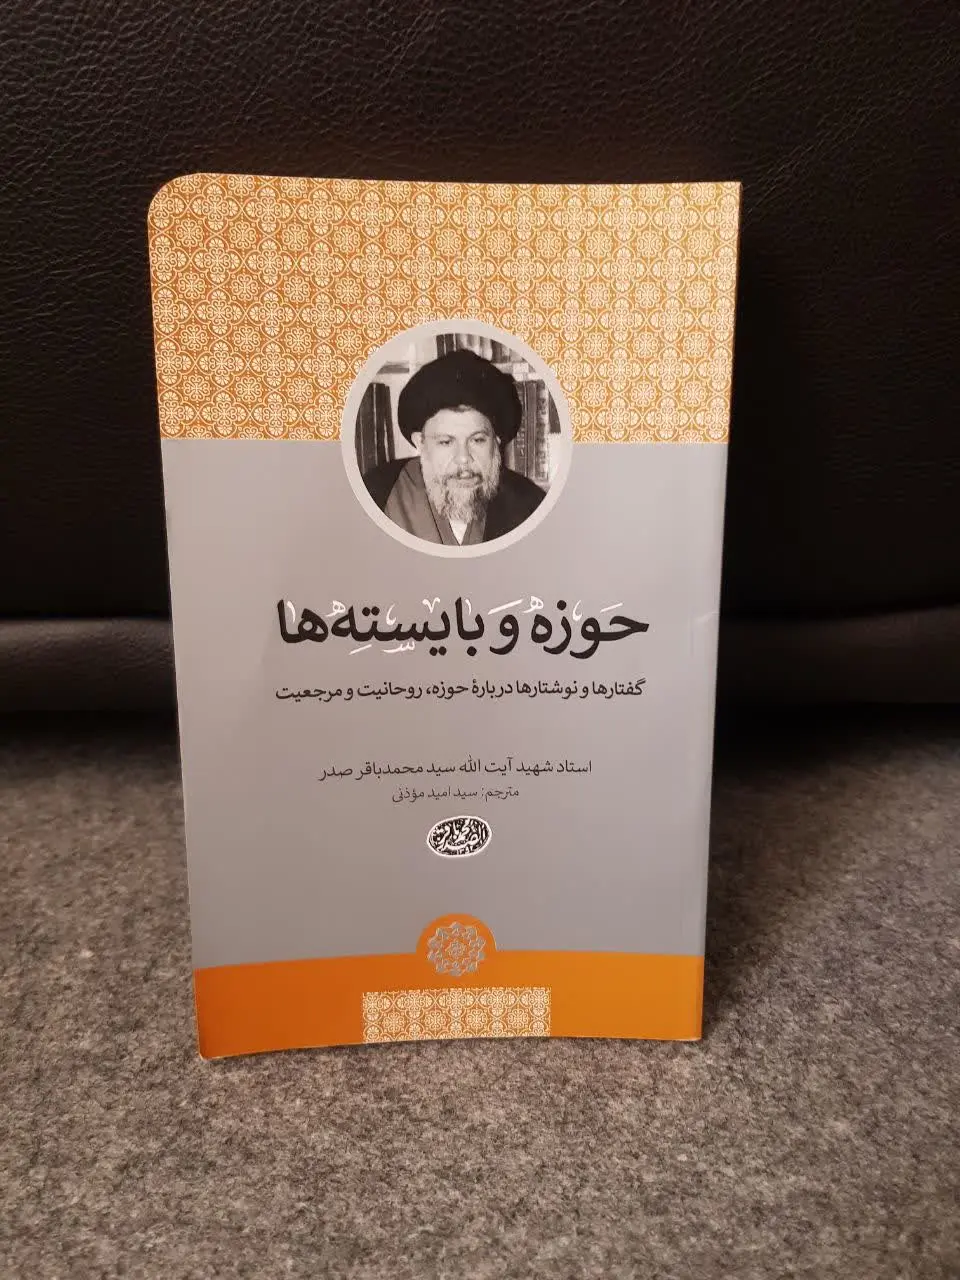 حوزه و بایسته‌ها
گفتارها و نوشتارها دربارهٔ حوزه، روحانیت و مرجعیت
استاد شهید آیت الله سید محمدباقر صدر
مترجم: سید امید مؤذنی